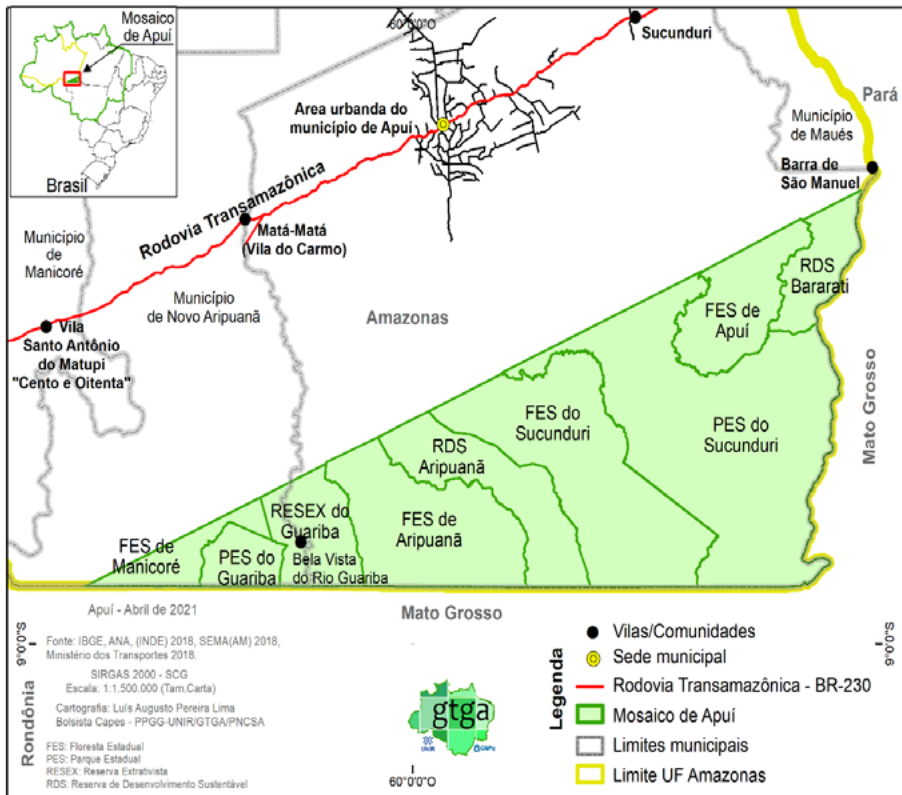 Mosaico
de Apuí
Brasil
60°0'0"O
Sucunduri
Pará
Area urbanda do
município de Apuí
Município
de Maués
Barra de
São Manuel
Rodovia Transamazônica
Matá-Matá
(Vila do Carmo)
Município
de
Manicoré
Município
de Novo Aripuanã
Amazonas
Vila
Santo Antônio
do Matupi
"Cento e Oitenta"
RDS
Bararati
FES de
Apuí
Mato Grosso
FES do
Sucunduri
PES do
Sucunduri
RDS
Aripuanã
RESEX do
Guariba
FES de
Aripuanã
FES de
Manicoré
PES do
Guariba
Bela Vista
do Rio Guariba
Mato Grosso
Apuí - Abril de 2021
9°0'0"S
Fonte: IBGE, ANA, (INDE) 2018, SEMA(AM) 2018,
Ministério dos Transportes 2018.
SIRGAS 2000 - SCG
Escala: 1:1.500.000 (Tam.Carta)
Cartografia: Luís Augusto Pereira Lima
Bolsista Capes - PPGG-UNIR/GTGA/PNCSA
FES: Floresta Estadual
PES: Parque Estadual
RESEX: Reserva Extrativista
RDS: Reserva de Desenvolvimento Sustentável
Rondônia
gtga
UNIR
CNPq
60°0'0"O
Legenda
Vilas/Comunidades
Sede municipal
Rodovia Transamazônica - BR-230
Mosaico de Apuí
Limites municipais
Limite UF Amazonas
9°0'0"S